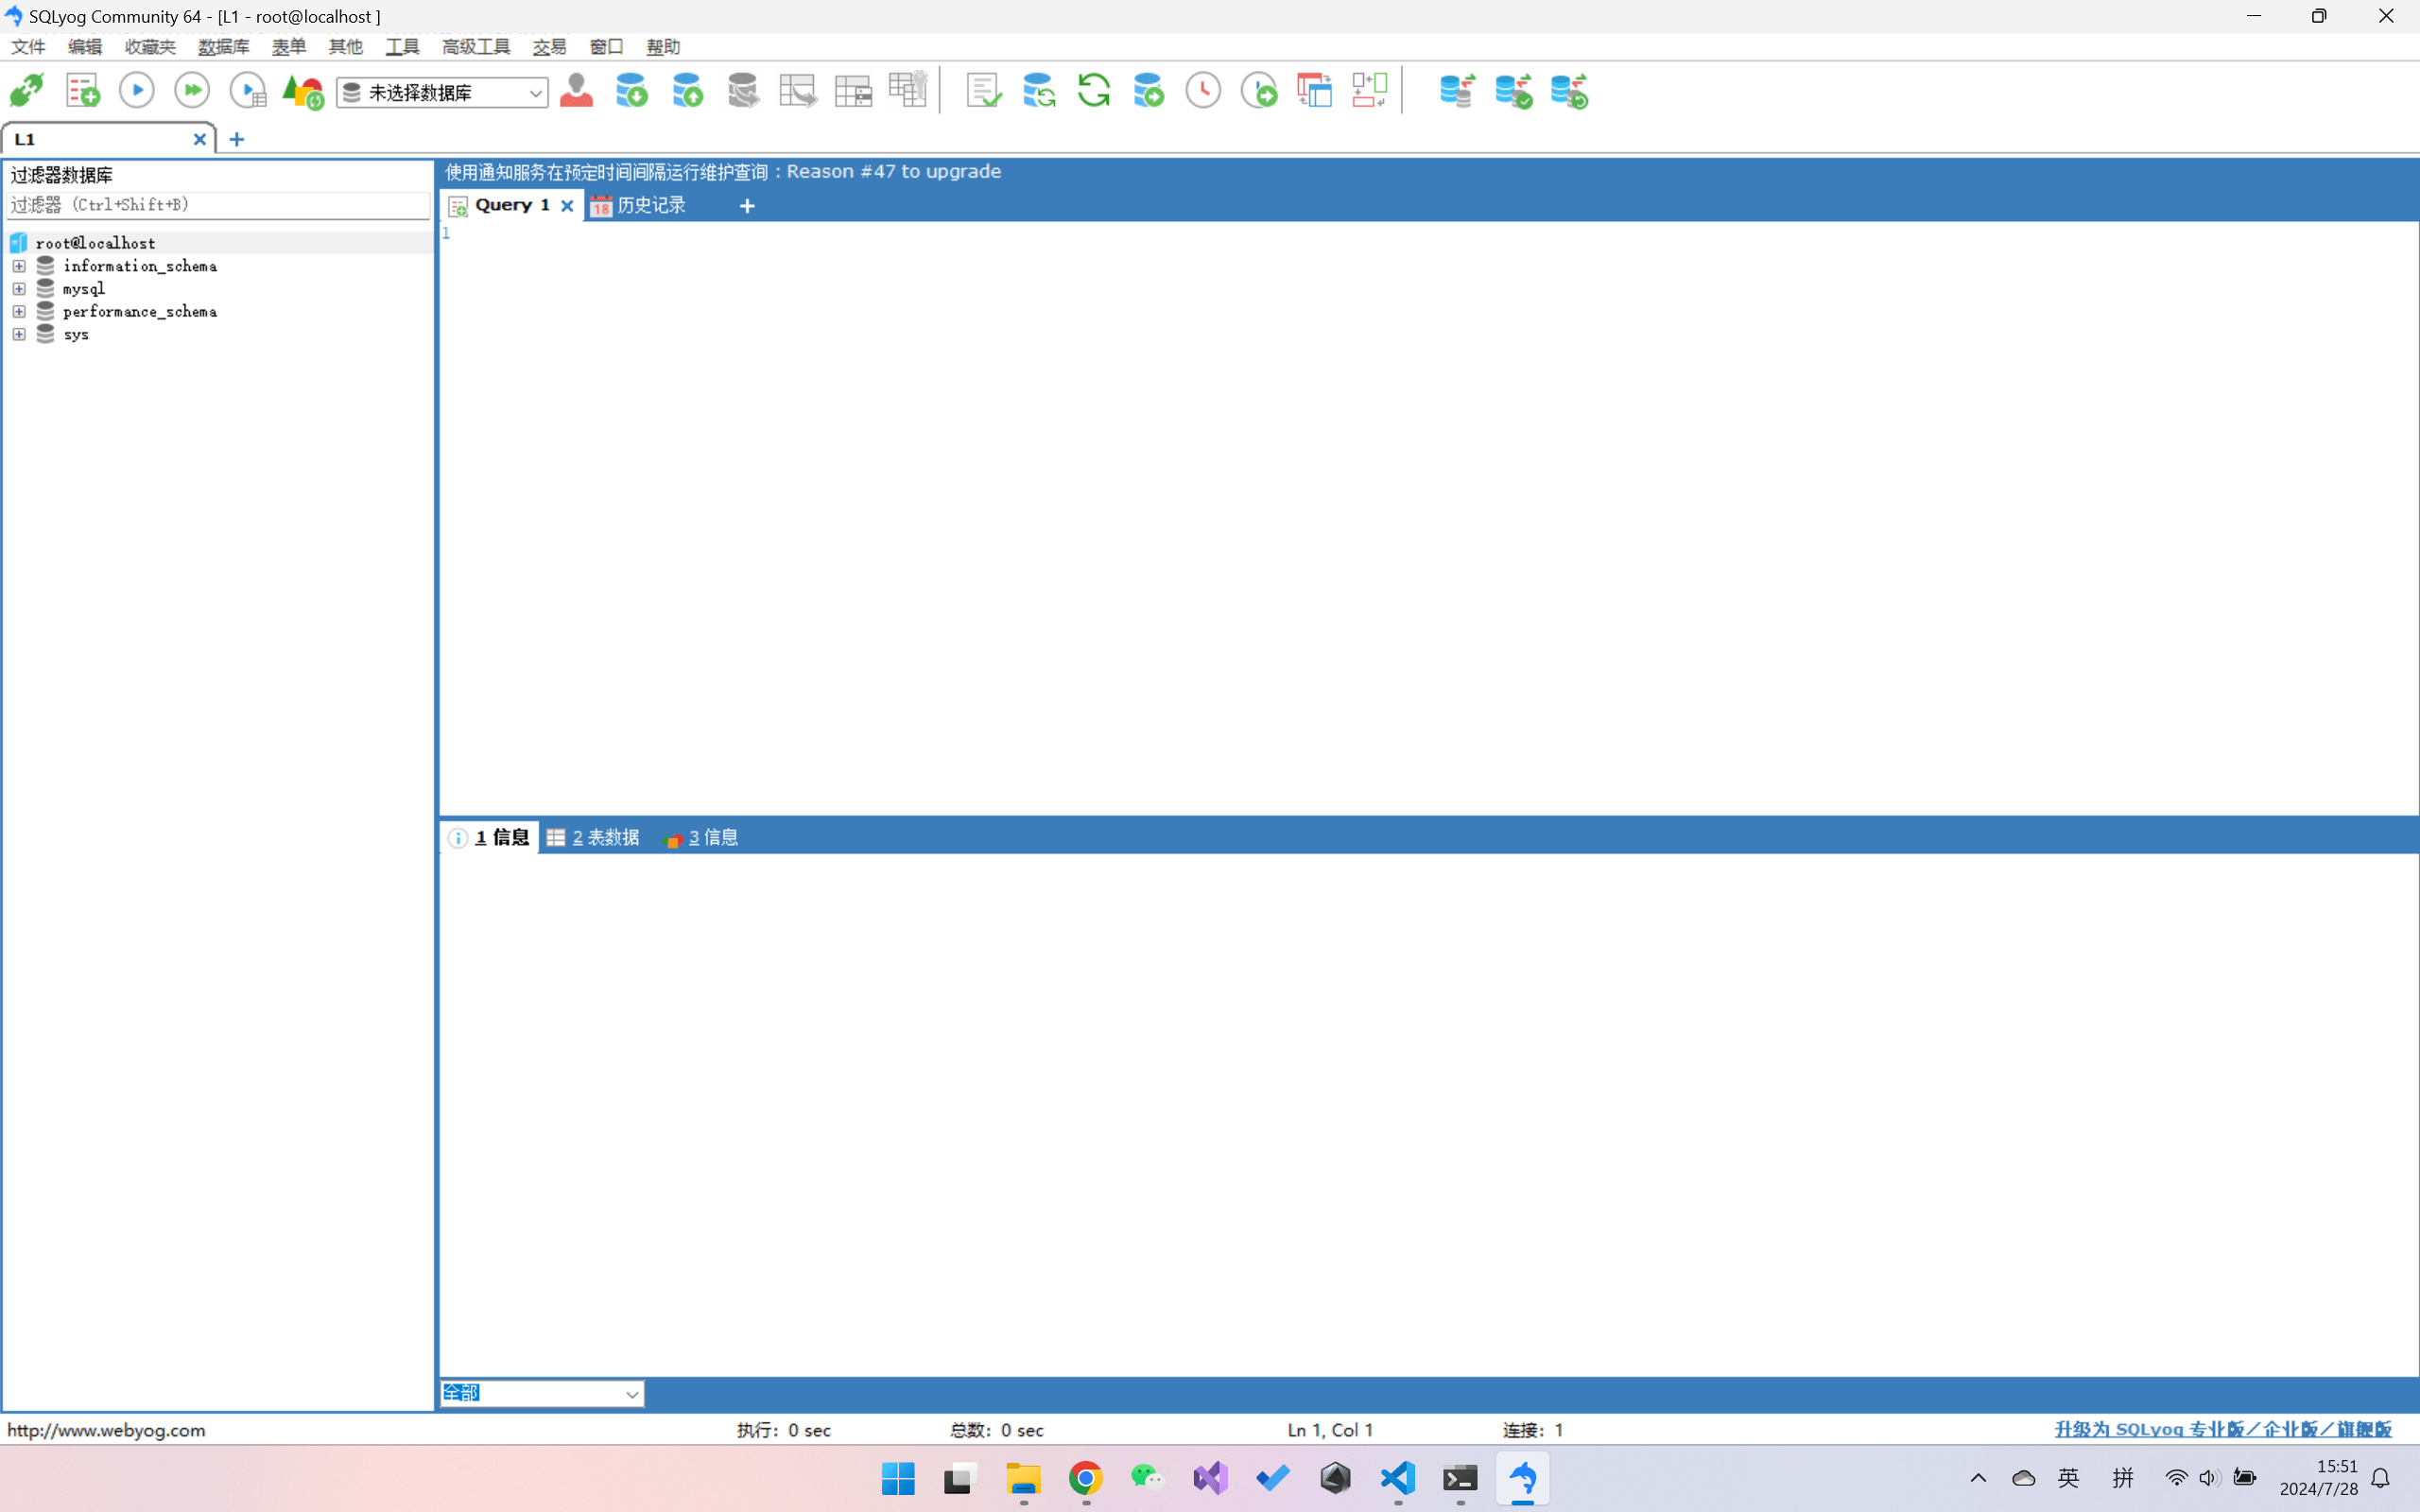 SQLyog Community 64 - [L1 - root@localhost ]
文件 编辑 收藏夹 数据库 表单 其他 工具 高级工具 交易 窗口 帮助
未选择数据库
L1
过滤器数据库
过滤器 (Ctrl+Shift+B)
root@localhost
information_schema
mysql
performance_schema
sys
使用通知服务在预定时间间隔运行维护查询 : Reason #47 to upgrade
Query 1 18 历史记录
1
1 信息 2 表数据 3 信息
全部
http://www.webyog.com 执行: 0 sec 总数: 0 sec Ln 1, Col 1 连接: 1 升级为 SQLyog 专业版/企业版/旗舰版
英 拼 15:51
2024/7/28